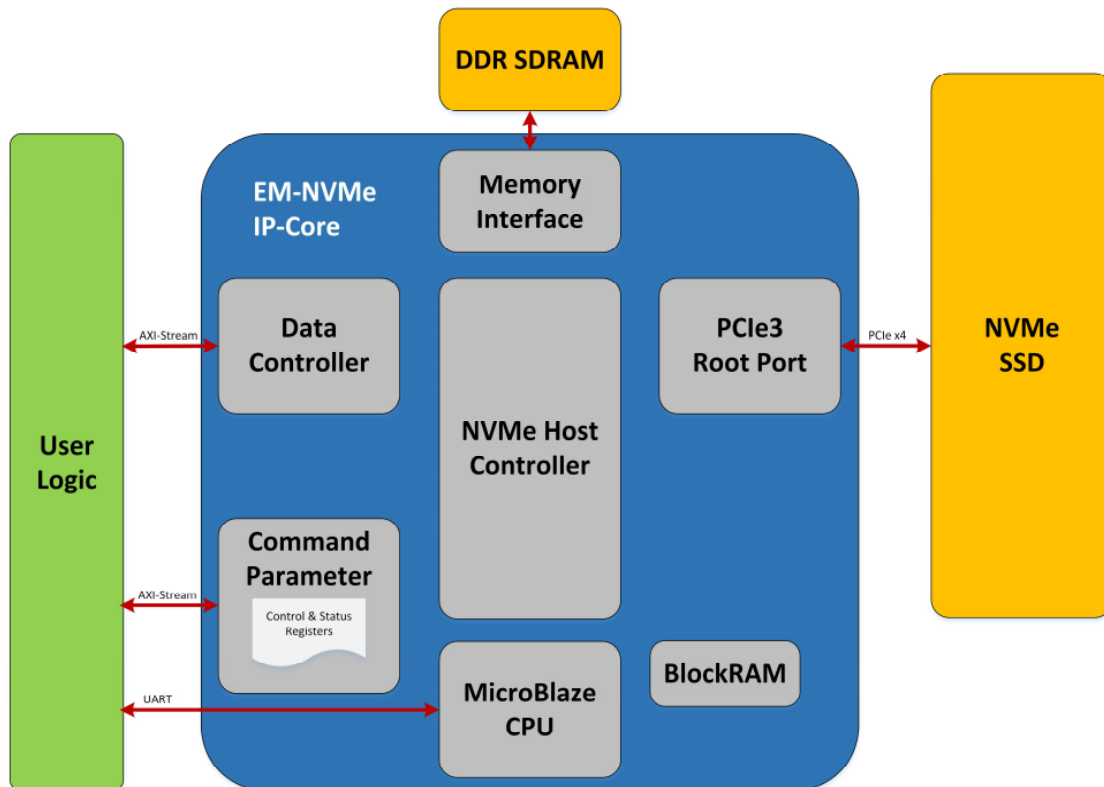 DDR SDRAM
EM-NVMe
IP-Core
Memory
Interface
AXI-Stream
Data
Controller
PCIe3
Root Port
PCIe x4
NVMe
SSD
User
Logic
NVMe Host
Controller
Command
Parameter
AXI-Stream
Control & Status
Registers
UART
MicroBlaze
CPU
BlockRAM